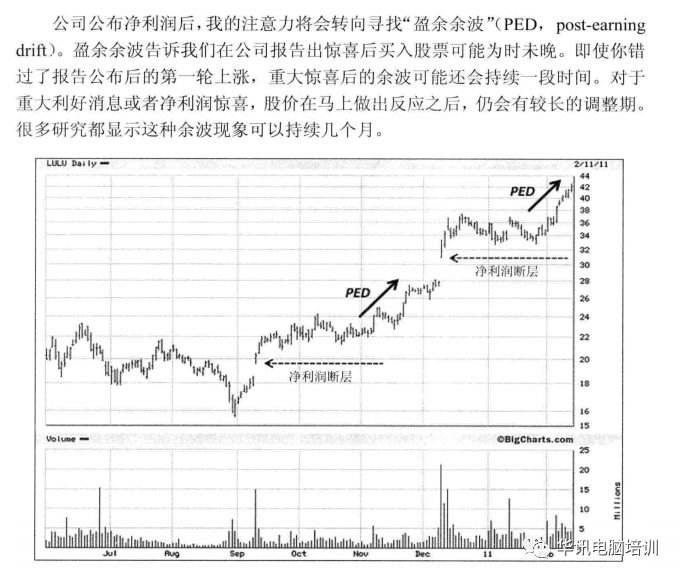 公司公布净利润后，我的注意力将会转向寻找“盈余余波”（PED，post-earning
drift）。盈余余波告诉我们在公司报告出惊喜后买入股票可能为时未晚。即使你错
过了报告公布后的第一轮上涨，重大惊喜后的余波可能还会持续一段时间。对于
重大利好消息或者净利润惊喜，股价在马上做出反应之后，仍会有较长的调整期。
很多研究都显示这种余波现象可以持续几个月。
LULU Daily
2/11/11
44
42
40
38
36
34
32
30
28
26
24
22
20
18
16
15
PED
净利润断层
PED
净利润断层
Volume
©BigCharts.com
25
20
15
10
5
0
Millions
Jul
Aug
Sep
Oct
Nov
Dec
11
华讯电脑培训